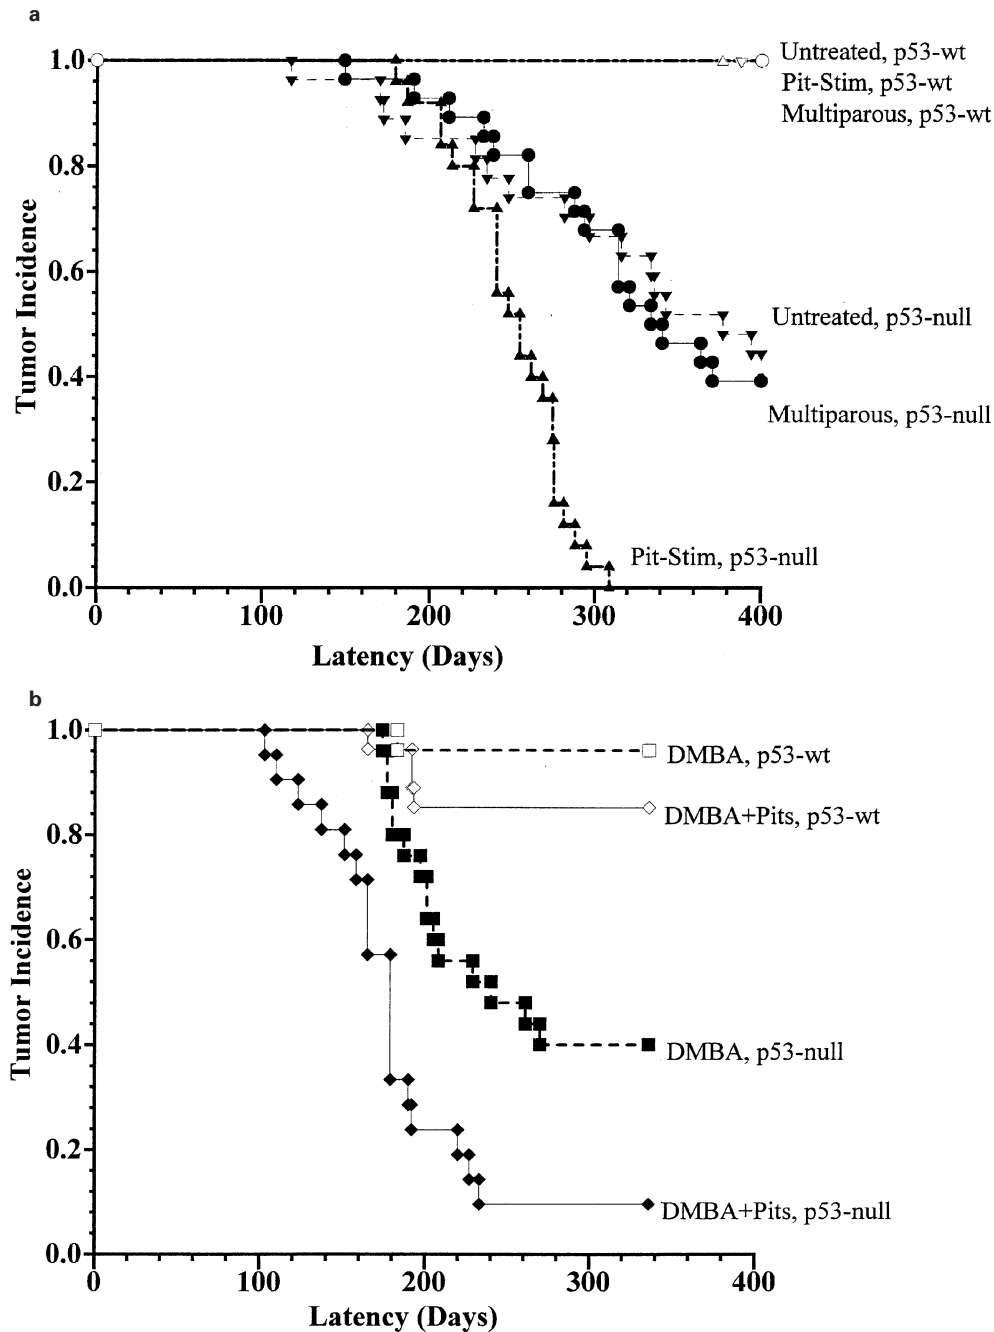 a
1.0
0.8
0.6
0.4
0.2
0.0
Tumor Incidence
Untreated, p53-wt
Pit-Stim, p53-wt
Multiparous, p53-wt
Untreated, p53-null
Multiparous, p53-null
Pit-Stim, p53-null
0 100 200 300 400
Latency (Days)
b
1.0
0.8
0.6
0.4
0.2
0.0
Tumor Incidence
DMBA, p53-wt
DMBA+Pits, p53-wt
DMBA, p53-null
DMBA+Pits, p53-null
0 100 200 300 400
Latency (Days)